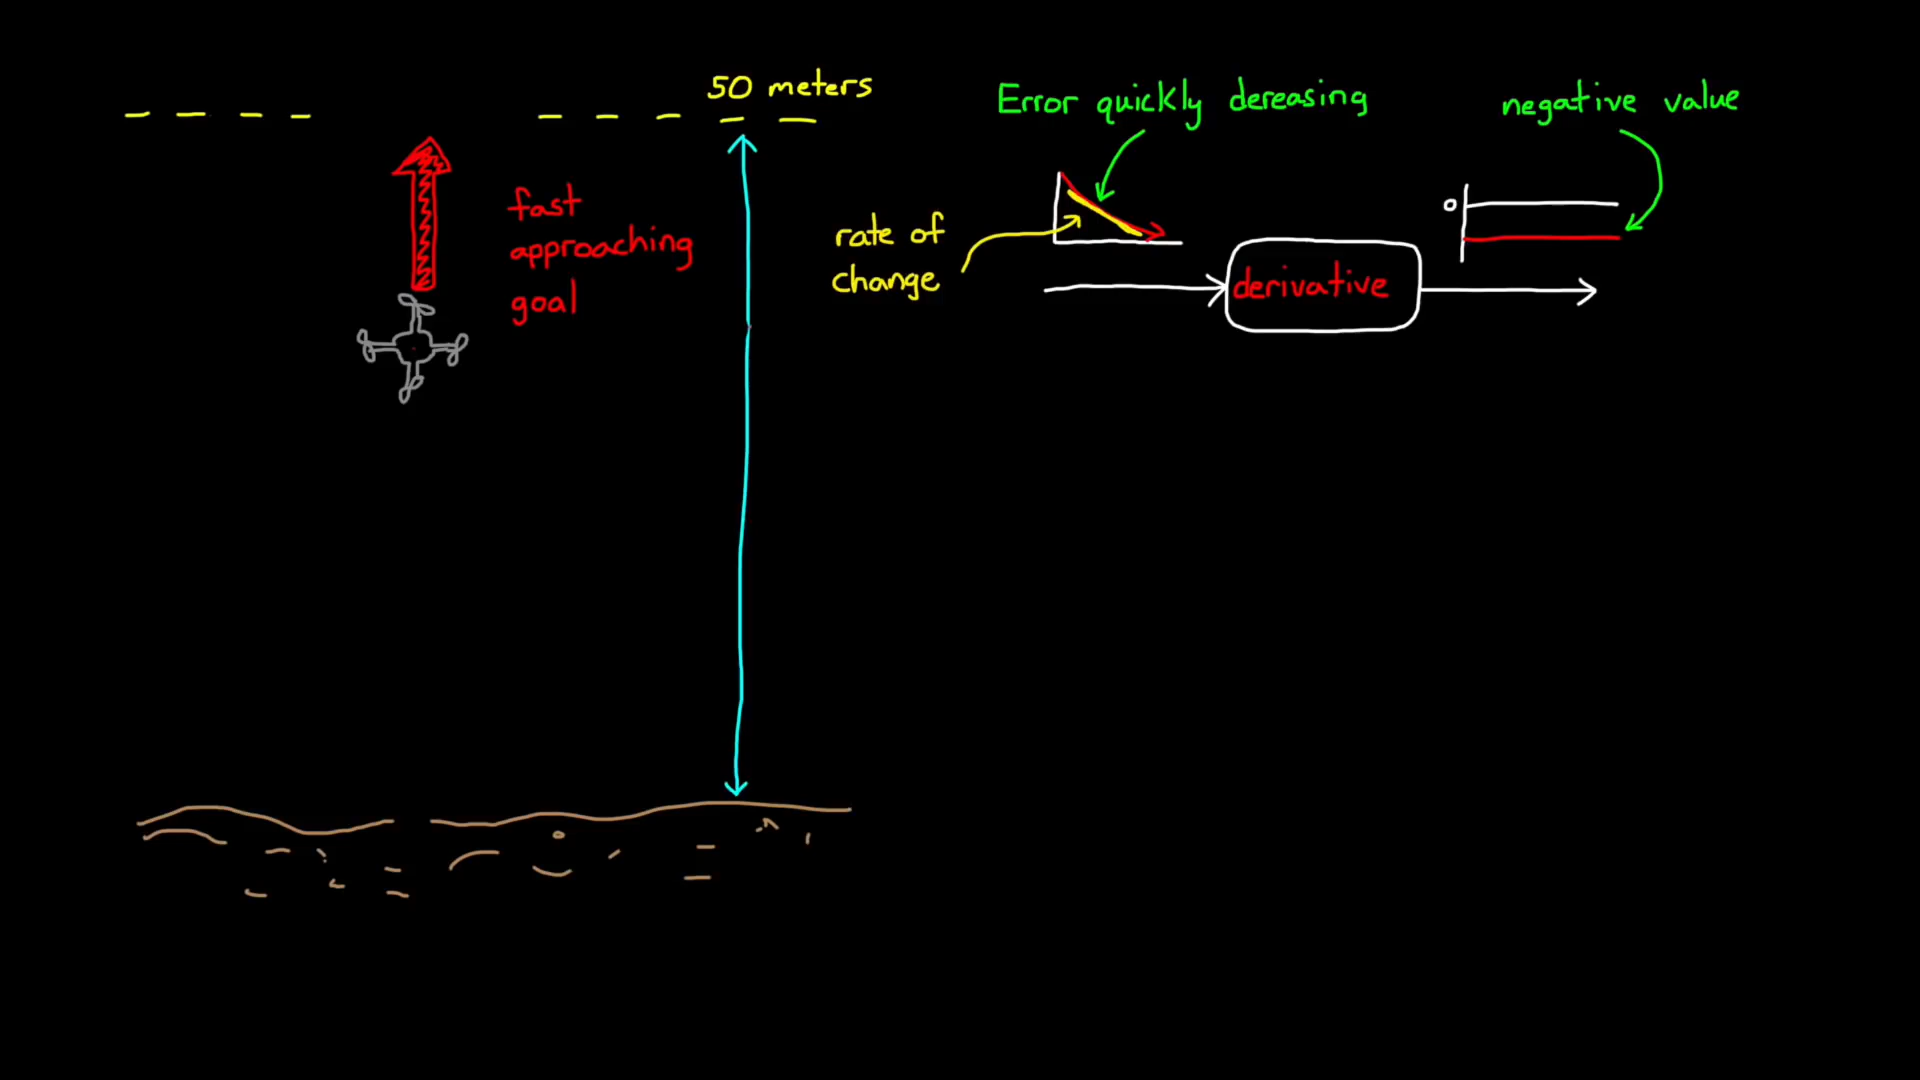 50 meters
Error quickly dereasing
negative value
fast
approaching
goal
rate of
change
0
derivative